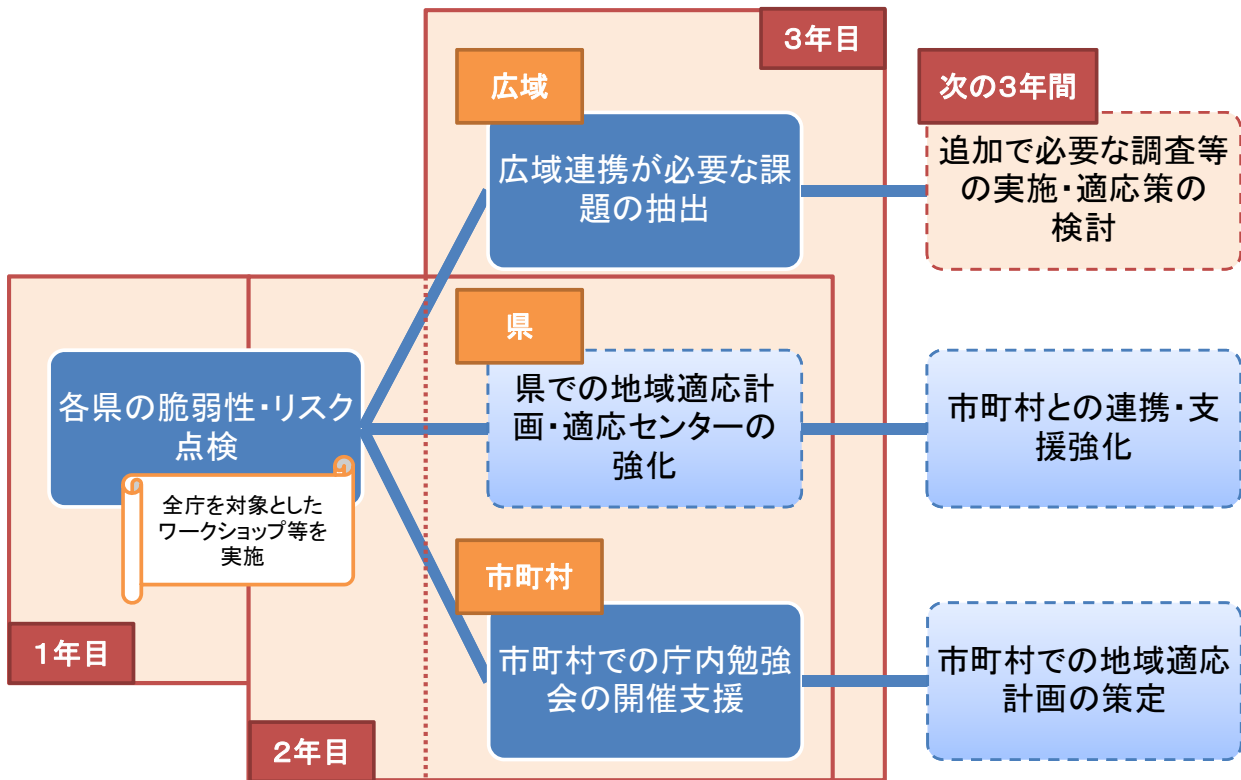 3年目
広域
広域連携が必要な課
題の抽出
次の3年間
追加で必要な調査等
の実施・適応策の
検討
各県の脆弱性・リスク
点検
全庁を対象とした
ワークショップ等を
実施
県
県での地域適応計
画・適応センターの
強化
市町村との連携・支
援強化
市町村
市町村での庁内勉強
会の開催支援
市町村での地域適応
計画の策定
1年目
2年目